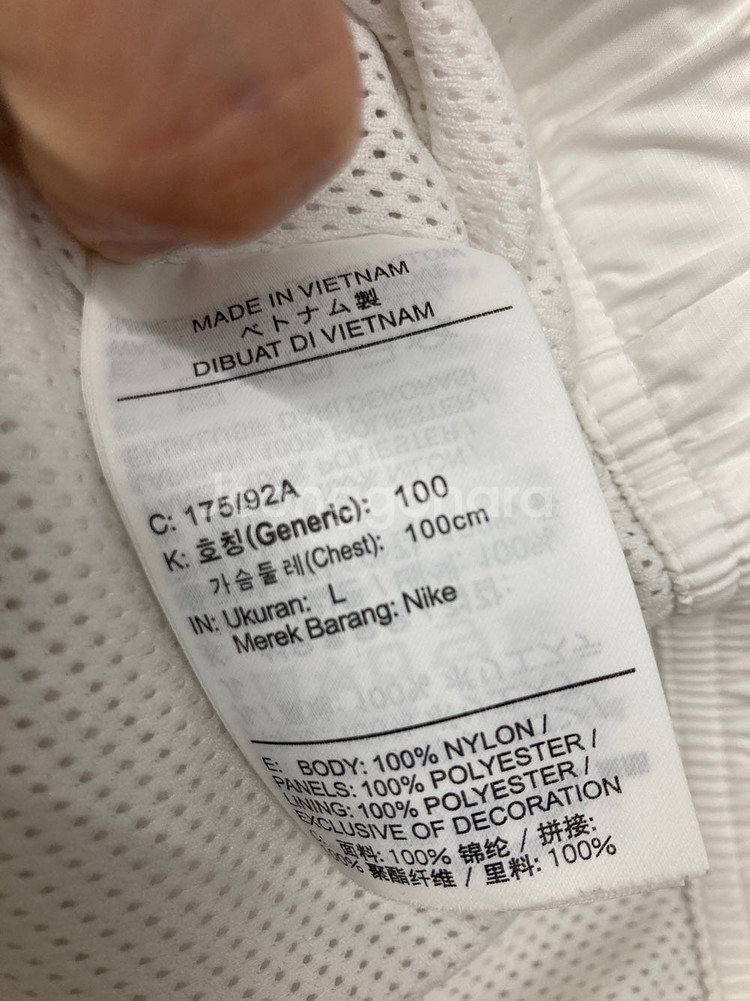 MADE IN VIETNAM
ベトナム製
DIBUAT DI VIETNAM
C: 175/92A
K: 호칭(Generic): 100
가슴둘레(Chest): 100cm
IN: Ukuran: L
Merek Barang: Nike
E: BODY: 100% NYLON /
PANELS: 100% POLYESTER /
LINING: 100% POLYESTER /
EXCLUSIVE OF DECORATION
C: 面料: 100% 锦纶 / 拼接:
100% 聚酯纤维 / 里料: 100%